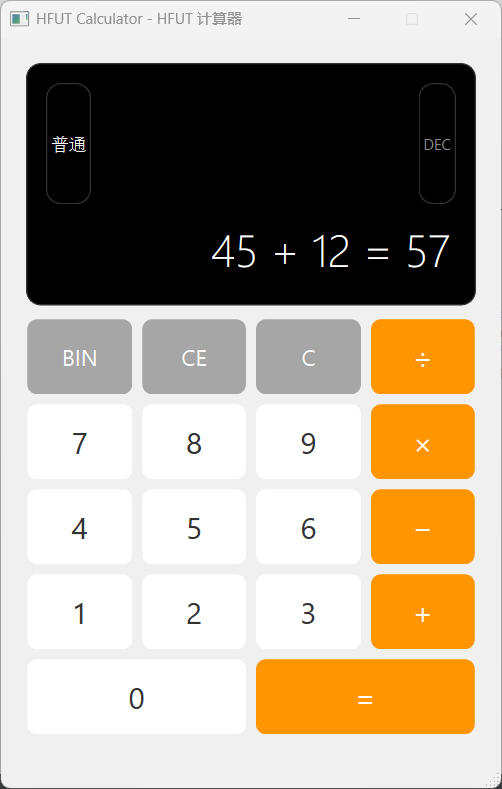 HFUT Calculator - HFUT 计算器
普通 DEC
45 + 12 = 57
BIN CE C ÷
7 8 9 ×
4 5 6 −
1 2 3 +
0 =